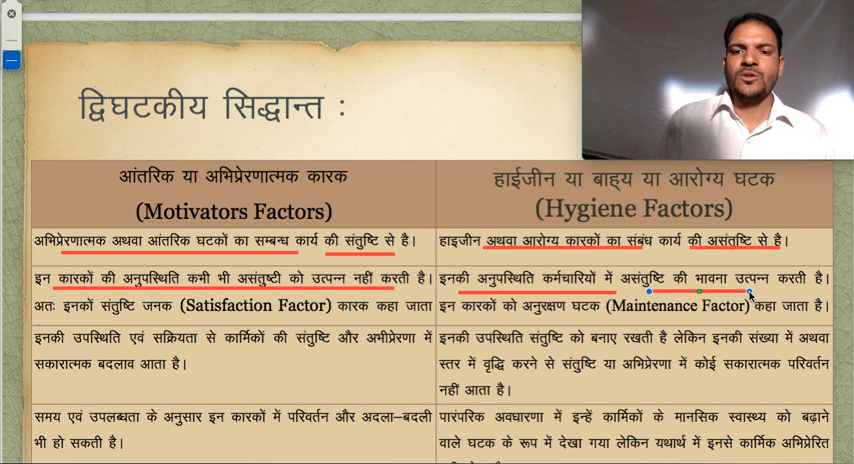 द्विघटकीय सिद्धान्त :
आंतरिक या अभिप्रेरणात्मक कारक
(Motivators Factors)
हाईजीन या बाह्य या आरोग्य घटक
(Hygiene Factors)
अभिप्रेरणात्मक अथवा आंतरिक घटकों का सम्बन्ध कार्य की संतुष्टि से है।
हाइजीन अथवा आरोग्य कारकों का संबंध कार्य की असंतुष्टि से है।
इन कारकों की अनुपस्थिति कभी भी असंतुष्टी को उत्पन्न नहीं करती है।
अतः इनकों संतुष्टि जनक (Satisfaction Factor) कारक कहा जाता
इनकी अनुपस्थिति कर्मचारियों में असंतुष्टि की भावना उत्पन्न करती है।
इन कारकों को अनुरक्षण घटक (Maintenance Factor) कहा जाता है।
इनकी उपस्थिति एवं सक्रियता से कार्मिकों की संतुष्टि और अभीप्रेरणा में
सकारात्मक बदलाव आता है।
इनकी उपस्थिति संतुष्टी को बनाए रखती है लेकिन इनकी संख्या में अथवा
स्तर में वृद्धि करने से संतुष्टि या अभिप्रेरणा में कोई सकारात्मक परिवर्तन
नहीं आता है।
समय एवं उपलब्धता के अनुसार इन कारकों में परिवर्तन और अदला–बदली
भी हो सकती है।
पारंपरिक अवधारणा में इन्हें कार्मिकों के मानसिक स्वास्थ्य को बढ़ाने
वाले घटक के रूप में देखा गया लेकिन यथार्थ में इनसे कार्मिक अभिप्रेरित